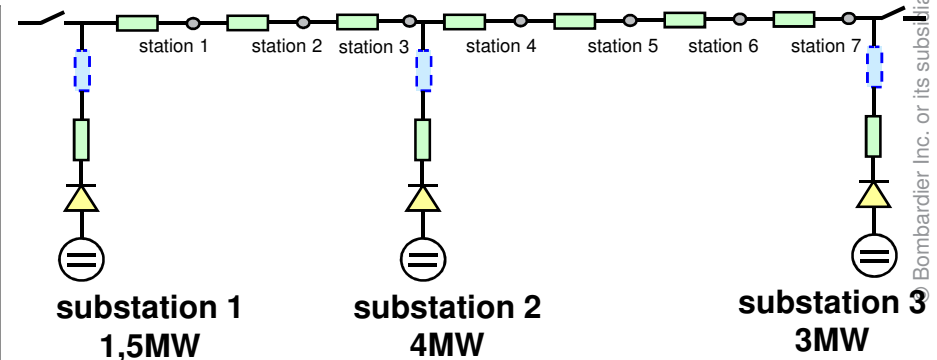 station 1
station 2
station 3
station 4
station 5
station 6
station 7
substation 1
1,5MW
substation 2
4MW
substation 3
3MW
© Bombardier Inc. or its subsidia